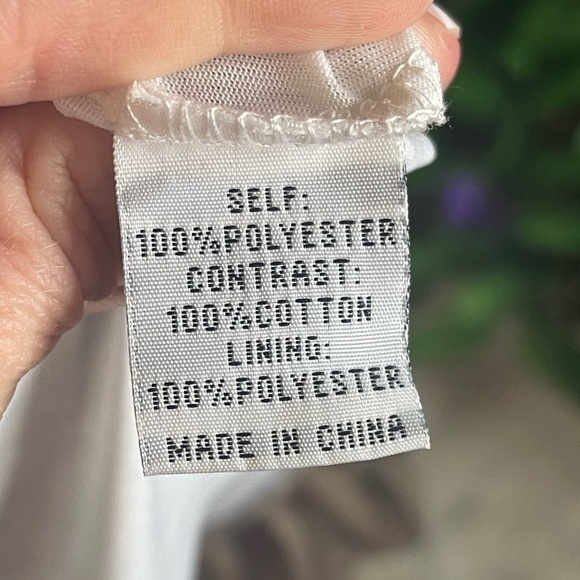 SELF:
100%POLYESTER
CONTRAST:
100%COTTON
LINING:
100%POLYESTER
MADE IN CHINA